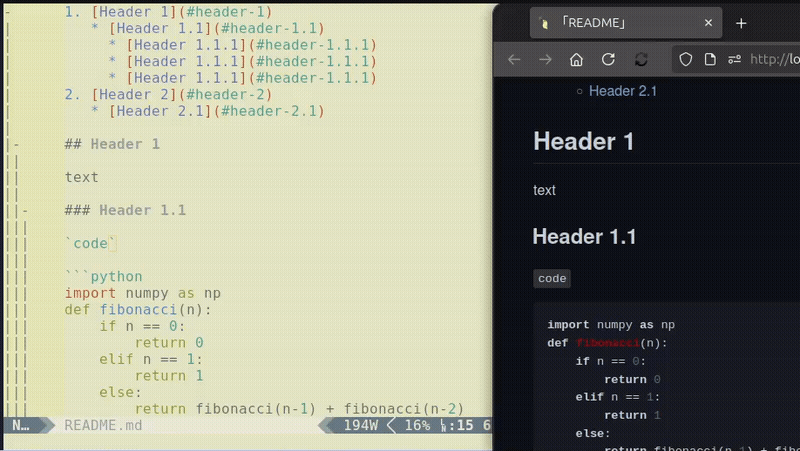 1. [Header 1](#header-1)
* [Header 1.1](#header-1.1)
* [Header 1.1.1](#header-1.1.1)
* [Header 1.1.1](#header-1.1.1)
* [Header 1.1.1](#header-1.1.1)
2. [Header 2](#header-2)
* [Header 2.1](#header-2.1)
## Header 1
text
### Header 1.1
`code`
```python
import numpy as np
def fibonacci(n):
if n == 0:
return 0
elif n == 1:
return 1
else:
return fibonacci(n-1) + fibonacci(n-2)
N… README.md 194W 16% :15 6
「README」
http://lo
Header 2.1
Header 1
text
Header 1.1
code
import numpy as np
def fibonacci(n):
if n == 0:
return 0
elif n == 1:
return 1
else:
return fibonacci(n-1) + fibo